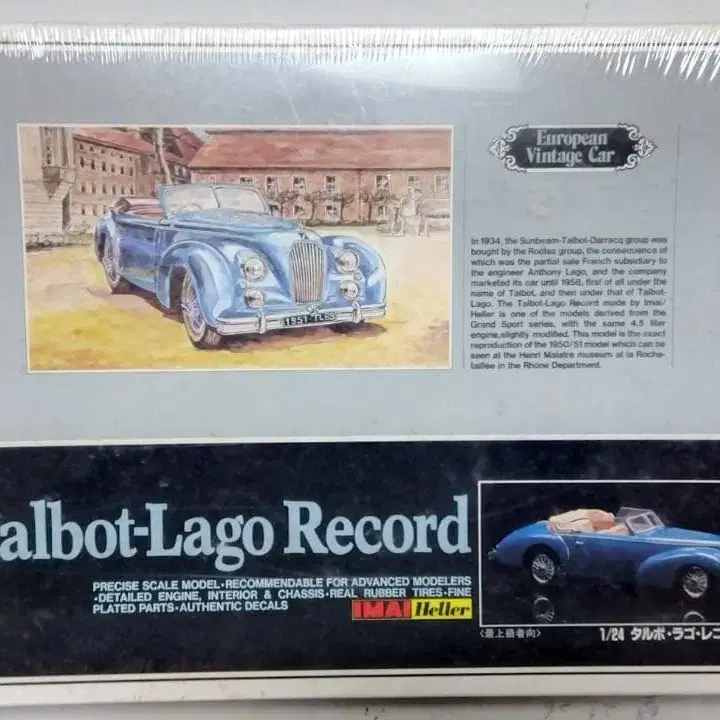 European
Vintage Car
In 1934, the Sunbeam-Talbot-Darracq group was
bought by the Rootes group, the consequence of
which was the partial sale French subsidiary to
the engineer Anthony Lago, and the company
marketed its car until 1958, first of all under the
name of Talbot, and then under that of Talbot-
Lago. The Talbot-Lago Record made by Imai/
Heller is one of the models derived from the
Grand Sport series, with the same 4.5 liter
engine,slightly modified. This model is the exact
reproduction of the 1950/51 model which can be
seen at the Henri Malatre museum at la Roche-
taillée in the Rhône Department.
1951-TL69
albot-Lago Record
PRECISE SCALE MODEL•RECOMMENDABLE FOR ADVANCED MODELERS
•DETAILED ENGINE, INTERIOR & CHASSIS•REAL RUBBER TIRES•FINE
PLATED PARTS•AUTHENTIC DECALS
IMAI Heller
〈最上級者向〉
1/24 タルボ・ラゴ・レコ